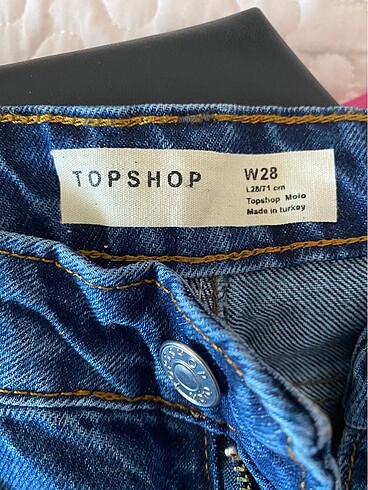 TOPSHOP
W28
L28/71 cm
Topshop Moto
Made in turkey